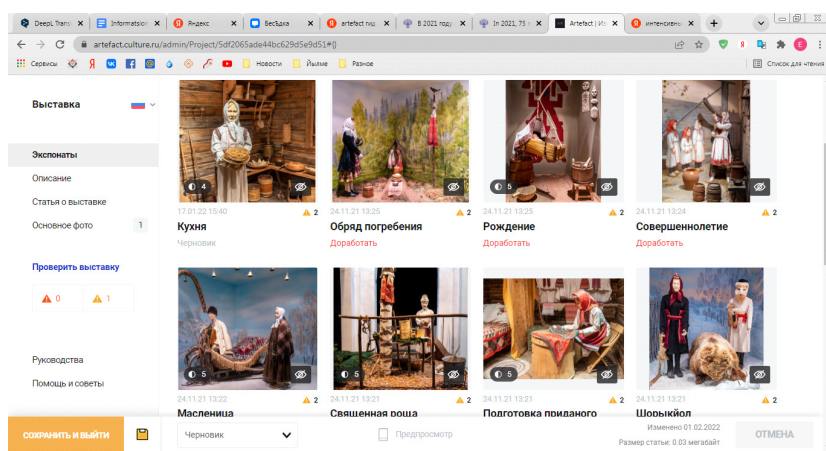 DeepL Transl
Informatsion
Яндекс
БесЪдка
artefact гид
В 2021 году
In 2021, 75
Artefact | Из
интенсивны
artefact.culture.ru/admin/Project/5df2065ade44bc629d5e9d51#{}
Сервисы
Новости
Йылме
Разное
Список для чтения
Выставка
Экспонаты
Описание
Статья о выставке
Основное фото 1
Проверить выставку
0 1
Руководства
Помощь и советы
4
17.01.22 15:40 2
Кухня
Черновик
24.11.21 13:25 2
Обряд погребения
Доработать
5
24.11.21 13:25 2
Рождение
Доработать
24.11.21 13:24 2
Совершеннолетие
Доработать
5
24.11.21 13:22 2
Масленица
5
24.11.21 13:21 2
Священная роща
5
24.11.21 13:21 2
Подготовка приданого
24.11.21 13:21 2
Шорыкйол
СОХРАНИТЬ И ВЫЙТИ
Черновик
Предпросмотр
Изменено 01.02.2022
Размер статьи: 0.03 мегабайт
ОТМЕНА